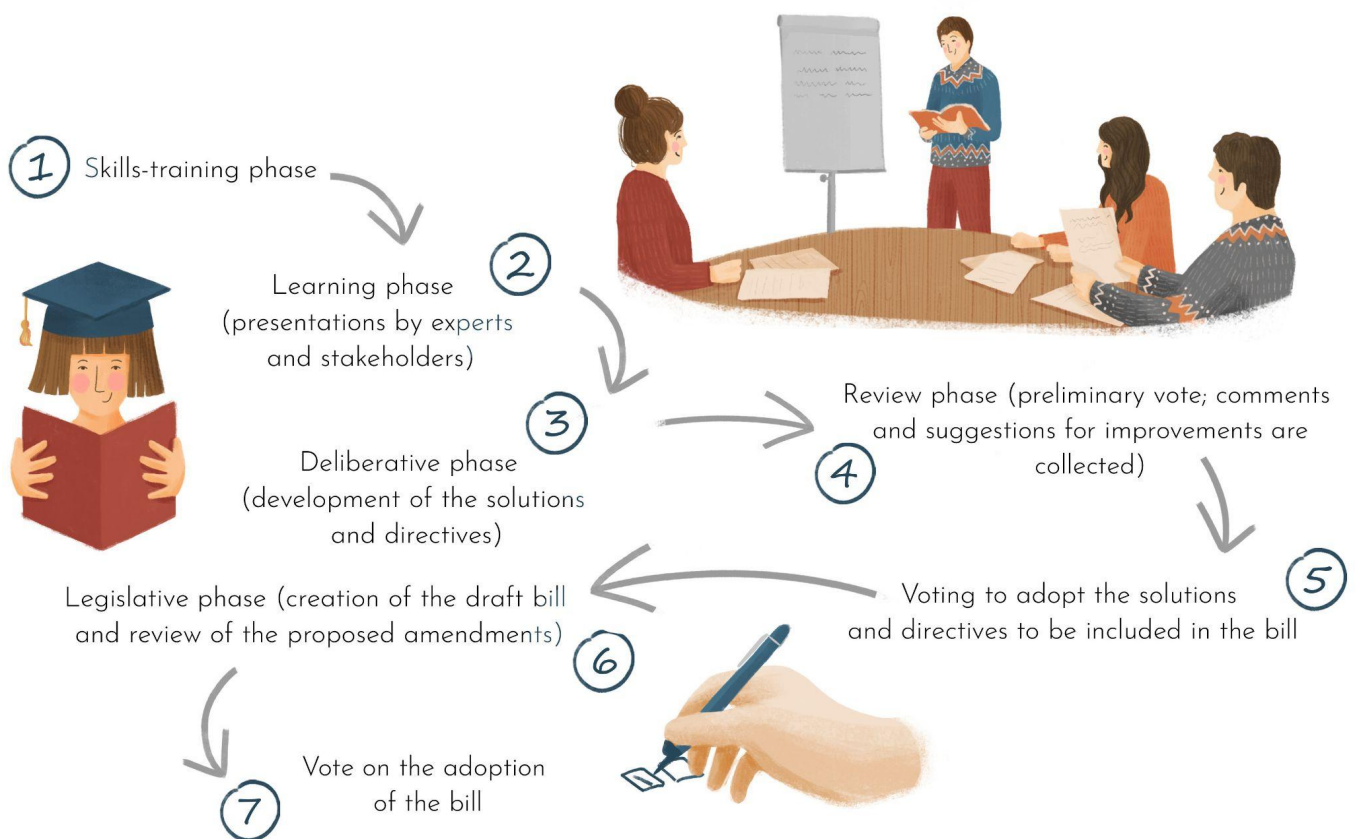 1 Skills-training phase
2
Learning phase
(presentations by experts
and stakeholders)
3
Deliberative phase
(development of the solutions
and directives)
Review phase (preliminary vote; comments
and suggestions for improvements are
collected)
4
5
Voting to adopt the solutions
and directives to be included in the bill
Legislative phase (creation of the draft bill
and review of the proposed amendments)
6
7
Vote on the adoption
of the bill